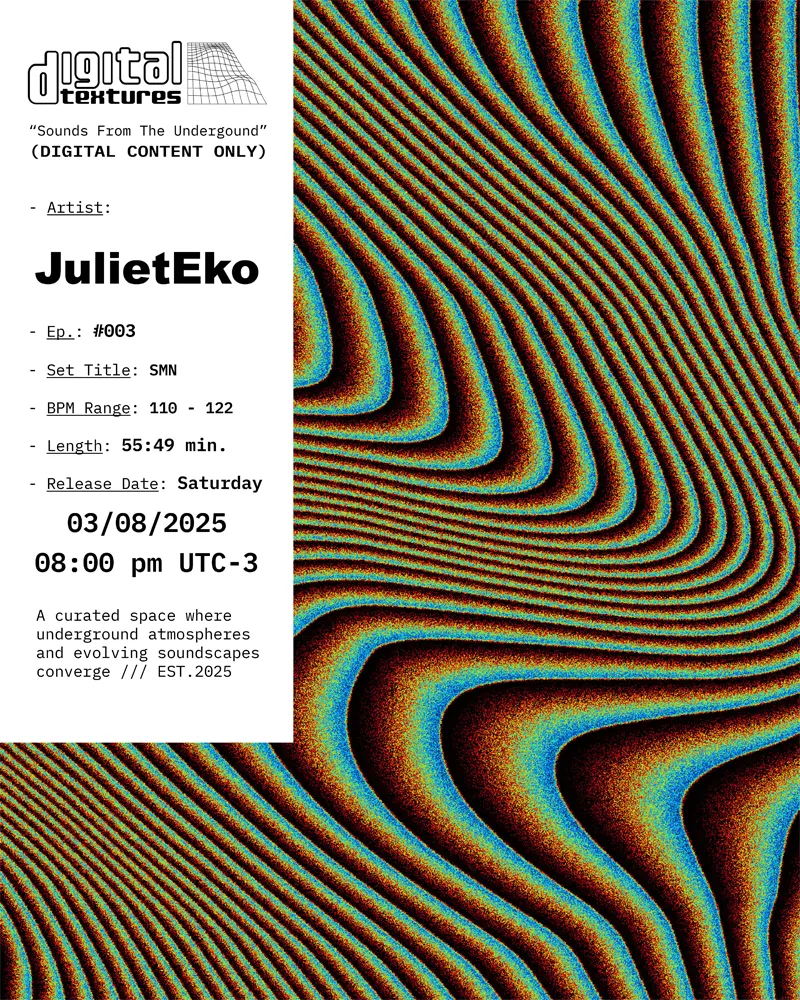 digital
textures
“Sounds From The Undergound”
(DIGITAL CONTENT ONLY)
- Artist:
JulietEko
- Ep.: #003
- Set Title: SMN
- BPM Range: 110 - 122
- Length: 55:49 min.
- Release Date: Saturday
03/08/2025
08:00 pm UTC-3
A curated space where
underground atmospheres
and evolving soundscapes
converge /// EST.2025